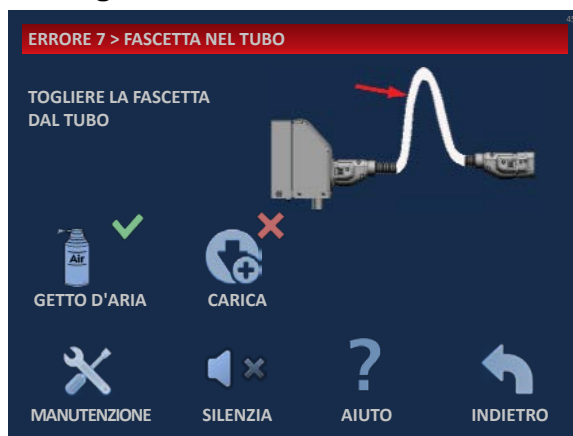 ERRORE 7 > FASCETTA NEL TUBO
TOGLIERE LA FASCETTA
DAL TUBO
Air
GETTO D'ARIA
CARICA
?
MANUTENZIONE
SILENZIA
AIUTO
INDIETRO